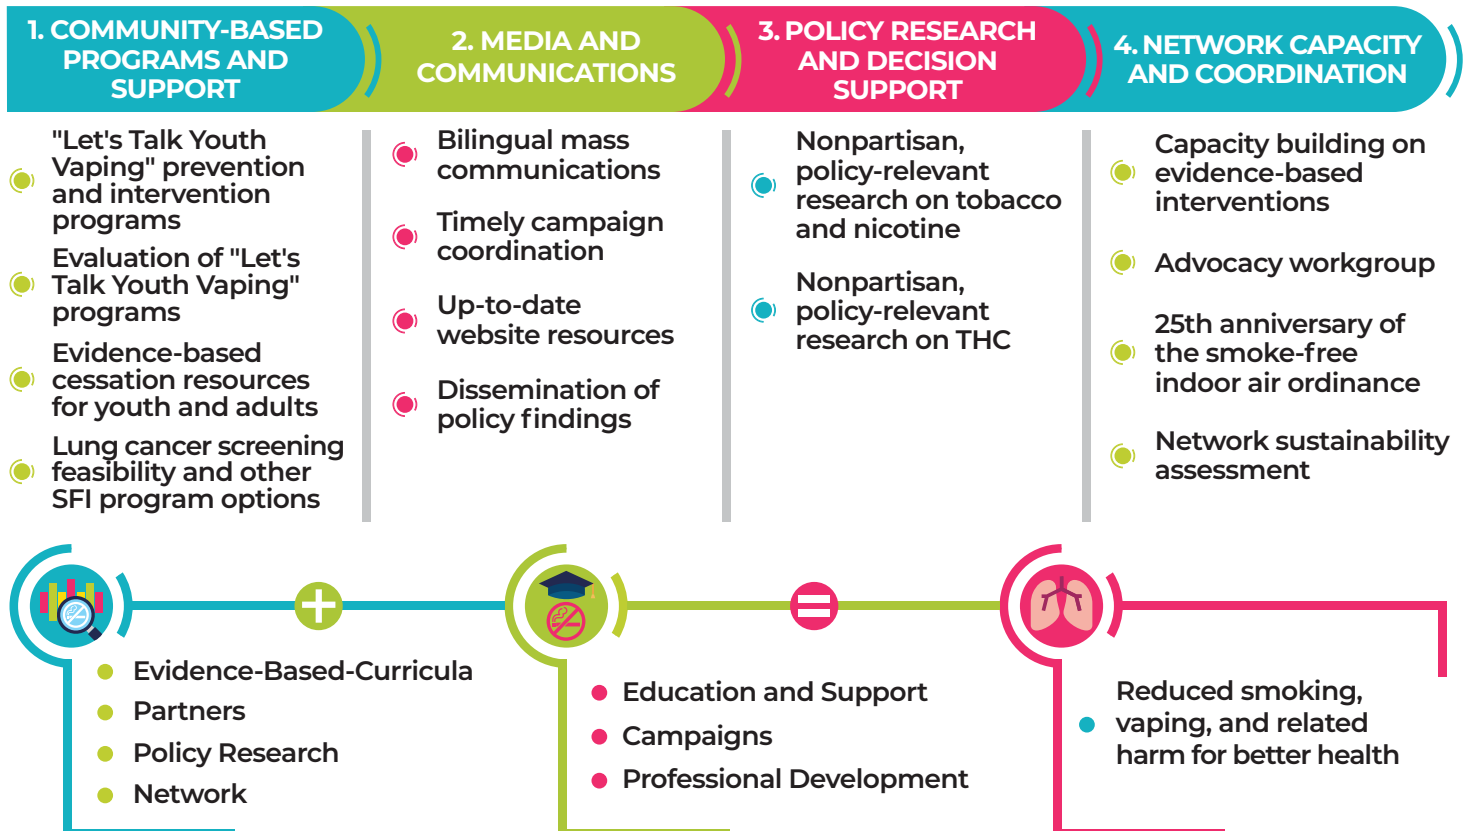 1. COMMUNITY-BASED
PROGRAMS AND
SUPPORT
"Let's Talk Youth
Vaping" prevention
and intervention
programs
Evaluation of "Let's
Talk Youth Vaping"
programs
Evidence-based
cessation resources
for youth and adults
Lung cancer screening
feasibility and other
SFI program options
2. MEDIA AND
COMMUNICATIONS
Bilingual mass
communications
Timely campaign
coordination
Up-to-date
website resources
Dissemination of
policy findings
3. POLICY RESEARCH
AND DECISION
SUPPORT
Nonpartisan,
policy-relevant
research on tobacco
and nicotine
Nonpartisan,
policy-relevant
research on THC
4. NETWORK CAPACITY
AND COORDINATION
Capacity building on
evidence-based
interventions
Advocacy workgroup
25th anniversary of
the smoke-free
indoor air ordinance
Network sustainability
assessment
Evidence-Based-Curricula
Partners
Policy Research
Network
Education and Support
Campaigns
Professional Development
Reduced smoking,
vaping, and related
harm for better health